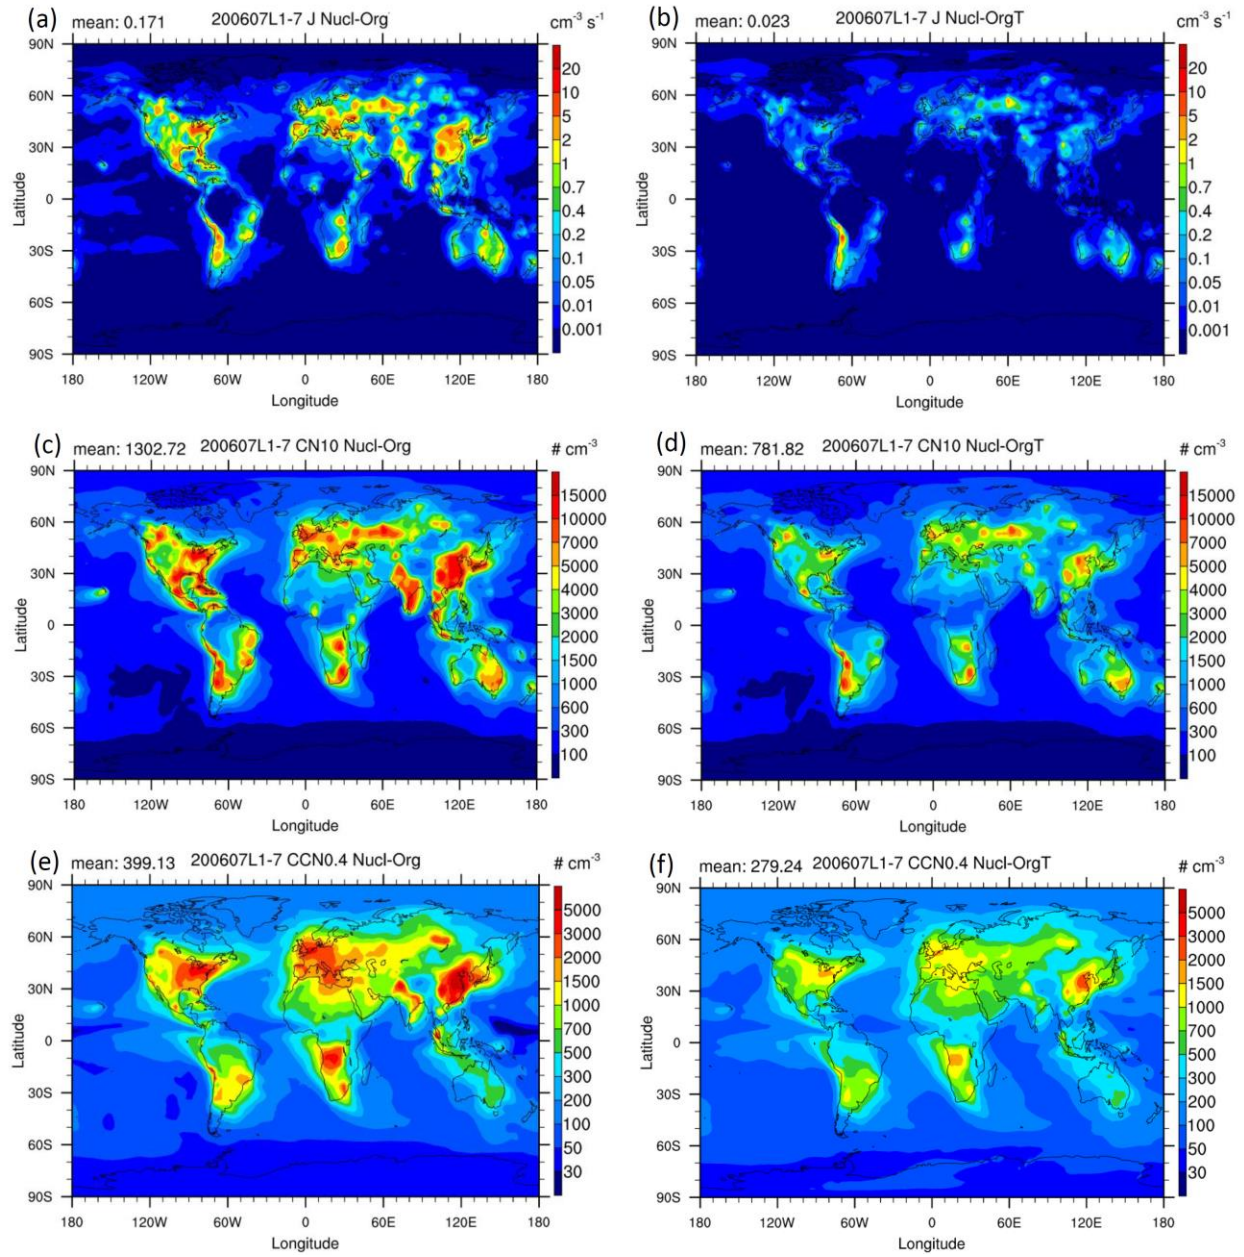 (a) mean: 0.171 200607L1-7 J Nucl-Org cm⁻³ s⁻¹
90N
60N
30N
0
30S
60S
90S
Latitude
180 120W 60W 0 60E 120E 180
Longitude
20
10
5
2
1
0.7
0.4
0.2
0.1
0.05
0.01
0.001
(b) mean: 0.023 200607L1-7 J Nucl-OrgT cm⁻³ s⁻¹
90N
60N
30N
0
30S
60S
90S
Latitude
180 120W 60W 0 60E 120E 180
Longitude
20
10
5
2
1
0.7
0.4
0.2
0.1
0.05
0.01
0.001
(c) mean: 1302.72 200607L1-7 CN10 Nucl-Org # cm⁻³
90N
60N
30N
0
30S
60S
90S
Latitude
180 120W 60W 0 60E 120E 180
Longitude
15000
10000
7000
5000
4000
3000
2000
1500
1000
600
300
100
(d) mean: 781.82 200607L1-7 CN10 Nucl-OrgT # cm⁻³
90N
60N
30N
0
30S
60S
90S
Latitude
180 120W 60W 0 60E 120E 180
Longitude
15000
10000
7000
5000
4000
3000
2000
1500
1000
600
300
100
(e) mean: 399.13 200607L1-7 CCN0.4 Nucl-Org # cm⁻³
90N
60N
30N
0
30S
60S
90S
Latitude
180 120W 60W 0 60E 120E 180
Longitude
5000
3000
2000
1500
1000
700
500
300
200
100
50
30
(f) mean: 279.24 200607L1-7 CCN0.4 Nucl-OrgT # cm⁻³
90N
60N
30N
0
30S
60S
90S
Latitude
180 120W 60W 0 60E 120E 180
Longitude
5000
3000
2000
1500
1000
700
500
300
200
100
50
30